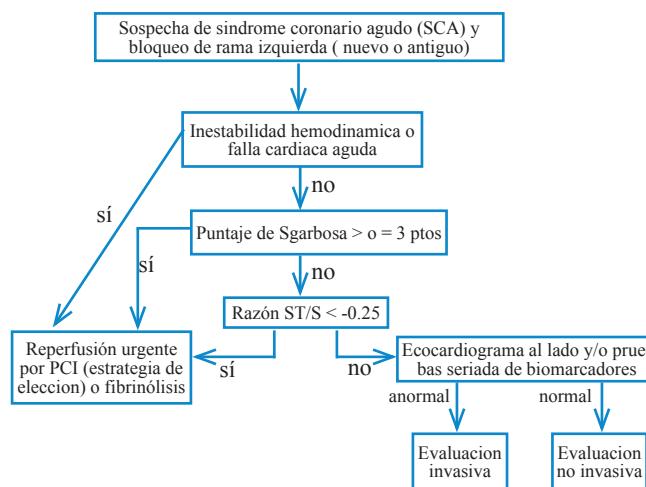 Sospecha de sindrome coronario agudo (SCA) y
bloqueo de rama izquierda ( nuevo o antiguo)
Inestabilidad hemodinamica o
falla cardiaca aguda
sí
no
Puntaje de Sgarbosa > o = 3 ptos
sí
no
Razón ST/S < -0.25
Reperfusión urgente
por PCI (estrategia de
eleccion) o fibrinólisis
sí
no
Ecocardiograma al lado y/o prue
bas seriada de biomarcadores
anormal
normal
Evaluacion
invasiva
Evaluacion
no invasiva